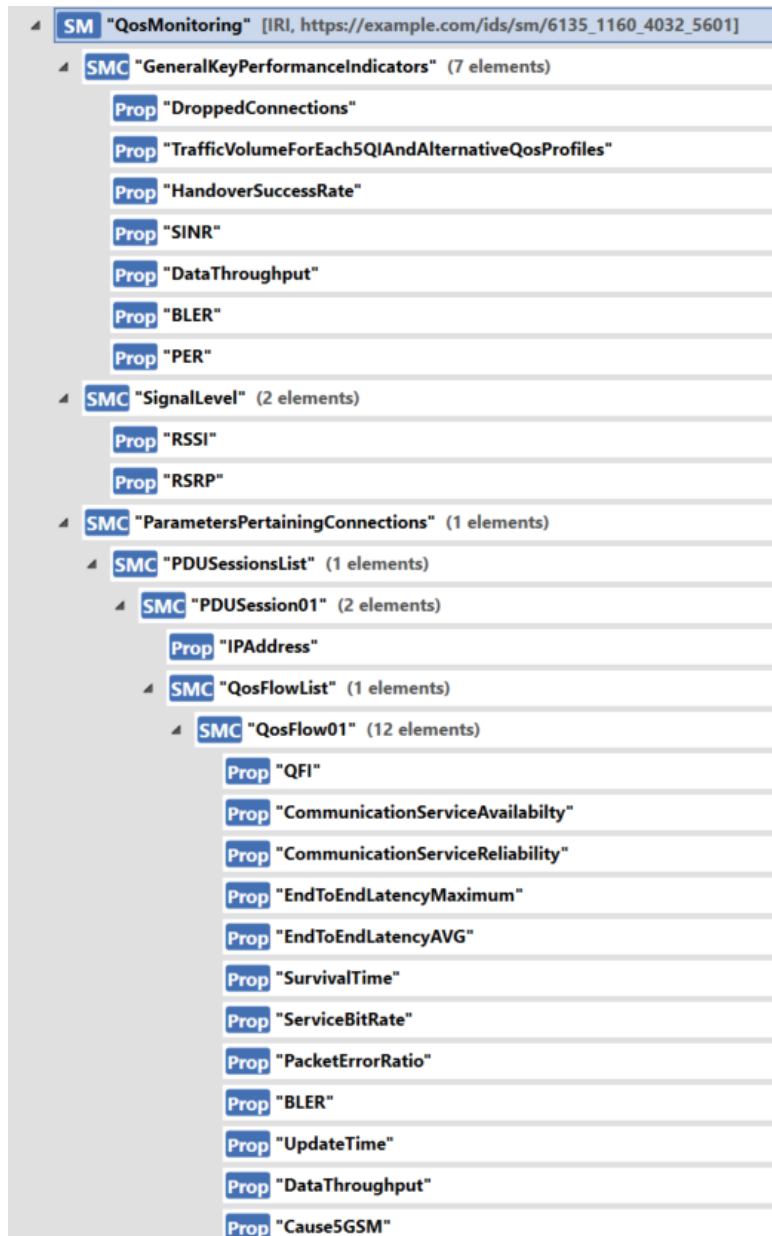 SM "QosMonitoring" [IRI, https://example.com/ids/sm/6135_1160_4032_5601]
SMC "GeneralKeyPerformanceIndicators" (7 elements)
Prop "DroppedConnections"
Prop "TrafficVolumeForEach5QIAndAlternativeQosProfiles"
Prop "HandoverSuccessRate"
Prop "SINR"
Prop "DataThroughput"
Prop "BLER"
Prop "PER"
SMC "SignalLevel" (2 elements)
Prop "RSSI"
Prop "RSRP"
SMC "ParametersPertainingConnections" (1 elements)
SMC "PDUSessionsList" (1 elements)
SMC "PDUSession01" (2 elements)
Prop "IPAddress"
SMC "QosFlowList" (1 elements)
SMC "QosFlow01" (12 elements)
Prop "QFI"
Prop "CommunicationServiceAvailabilty"
Prop "CommunicationServiceReliability"
Prop "EndToEndLatencyMaximum"
Prop "EndToEndLatencyAVG"
Prop "SurvivalTime"
Prop "ServiceBitRate"
Prop "PacketErrorRatio"
Prop "BLER"
Prop "UpdateTime"
Prop "DataThroughput"
Prop "Cause5GSM"